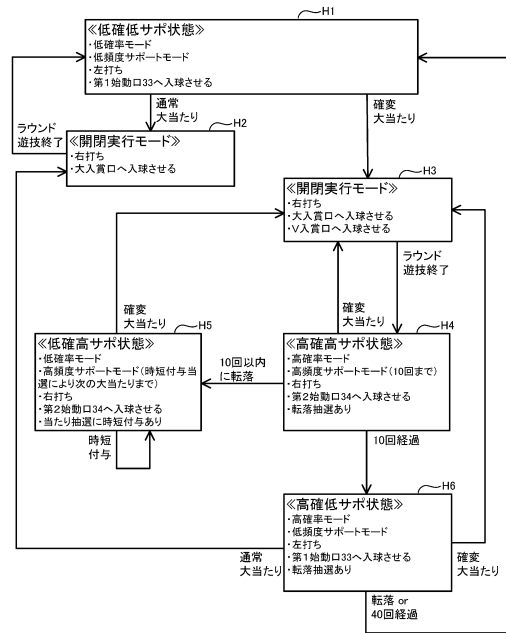 H1
≪低確低サポ状態≫
・低確率モード
・低頻度サポートモード
・左打ち
・第1始動口33へ入球させる
通常
大当たり
確変
大当たり
ラウンド
遊技終了
H2
≪開閉実行モード≫
・右打ち
・大入賞口へ入球させる
H3
≪開閉実行モード≫
・右打ち
・大入賞口へ入球させる
・V入賞口へ入球させる
ラウンド
遊技終了
確変
大当たり
確変
大当たり
H5
≪低確高サポ状態≫
・低確率モード
・高頻度サポートモード(時短付与当
選により次の大当たりまで)
・右打ち
・第2始動口34へ入球させる
・当たり抽選に時短付与あり
時短
付与
10回以内
に転落
H4
≪高確高サポ状態≫
・高確率モード
・高頻度サポートモード(10回まで)
・右打ち
・第2始動口34へ入球させる
・転落抽選あり
10回経過
H6
≪高確低サポ状態≫
・高確率モード
・低頻度サポートモード
・左打ち
・第1始動口33へ入球させる
・転落抽選あり
通常
大当たり
確変
大当たり
転落 or
40回経過